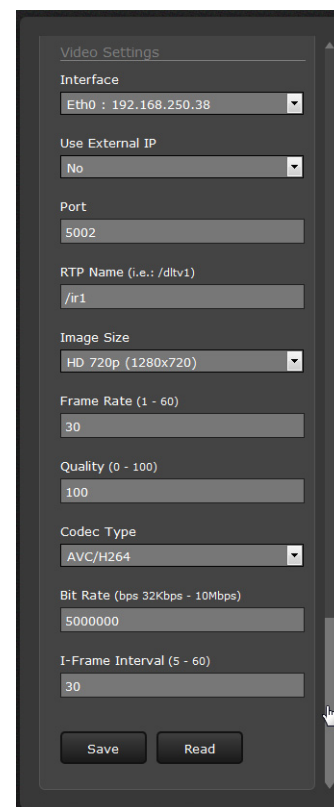 Video Settings
Interface
Eth0 : 192.168.250.38
Use External IP
No
Port
5002
RTP Name (i.e.: /dltv1)
/ir1
Image Size
HD 720p (1280x720)
Frame Rate (1 - 60)
30
Quality (0 - 100)
100
Codec Type
AVC/H264
Bit Rate (bps 32Kbps - 10Mbps)
5000000
I-Frame Interval (5 - 60)
30
Save Read